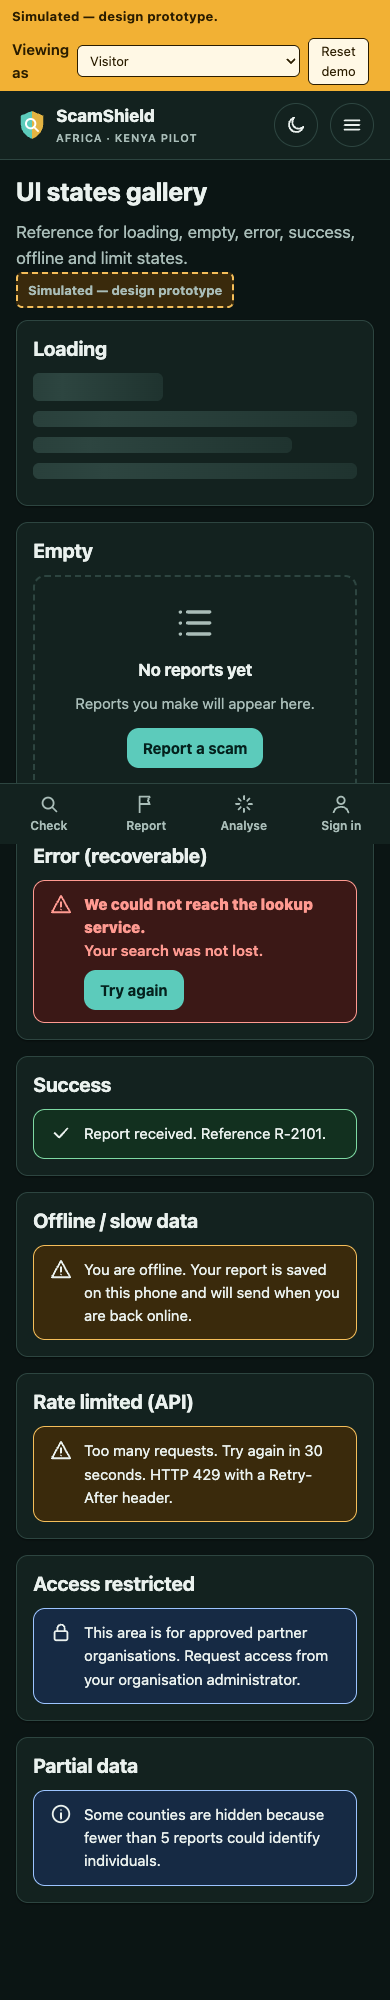 Simulated — design prototype.
Viewing as
Visitor
Reset demo
ScamShield
AFRICA · KENYA PILOT
UI states gallery
Reference for loading, empty, error, success,
offline and limit states.
Simulated — design prototype
Loading
Empty
No reports yet
Reports you make will appear here.
Report a scam
Check
Report
Analyse
Sign in
Error (recoverable)
We could not reach the lookup
service.
Your search was not lost.
Try again
Success
Report received. Reference R-2101.
Offline / slow data
You are offline. Your report is saved
on this phone and will send when you
are back online.
Rate limited (API)
Too many requests. Try again in 30
seconds. HTTP 429 with a Retry-
After header.
Access restricted
This area is for approved partner
organisations. Request access from
your organisation administrator.
Partial data
Some counties are hidden because
fewer than 5 reports could identify
individuals.